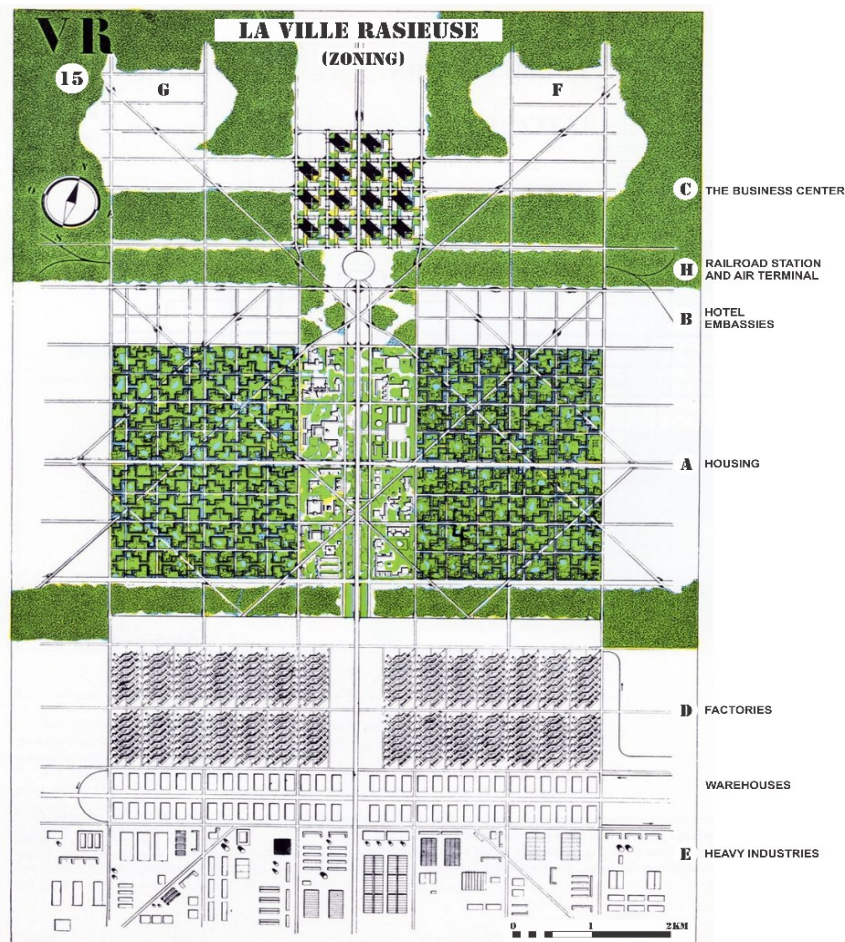 VR
LA VILLE RASIEUSE
(ZONING)
15
G
F
C THE BUSINESS CENTER
H RAILROAD STATION
AND AIR TERMINAL
B HOTEL
EMBASSIES
A HOUSING
D FACTORIES
WAREHOUSES
E HEAVY INDUSTRIES
0 1 2KM